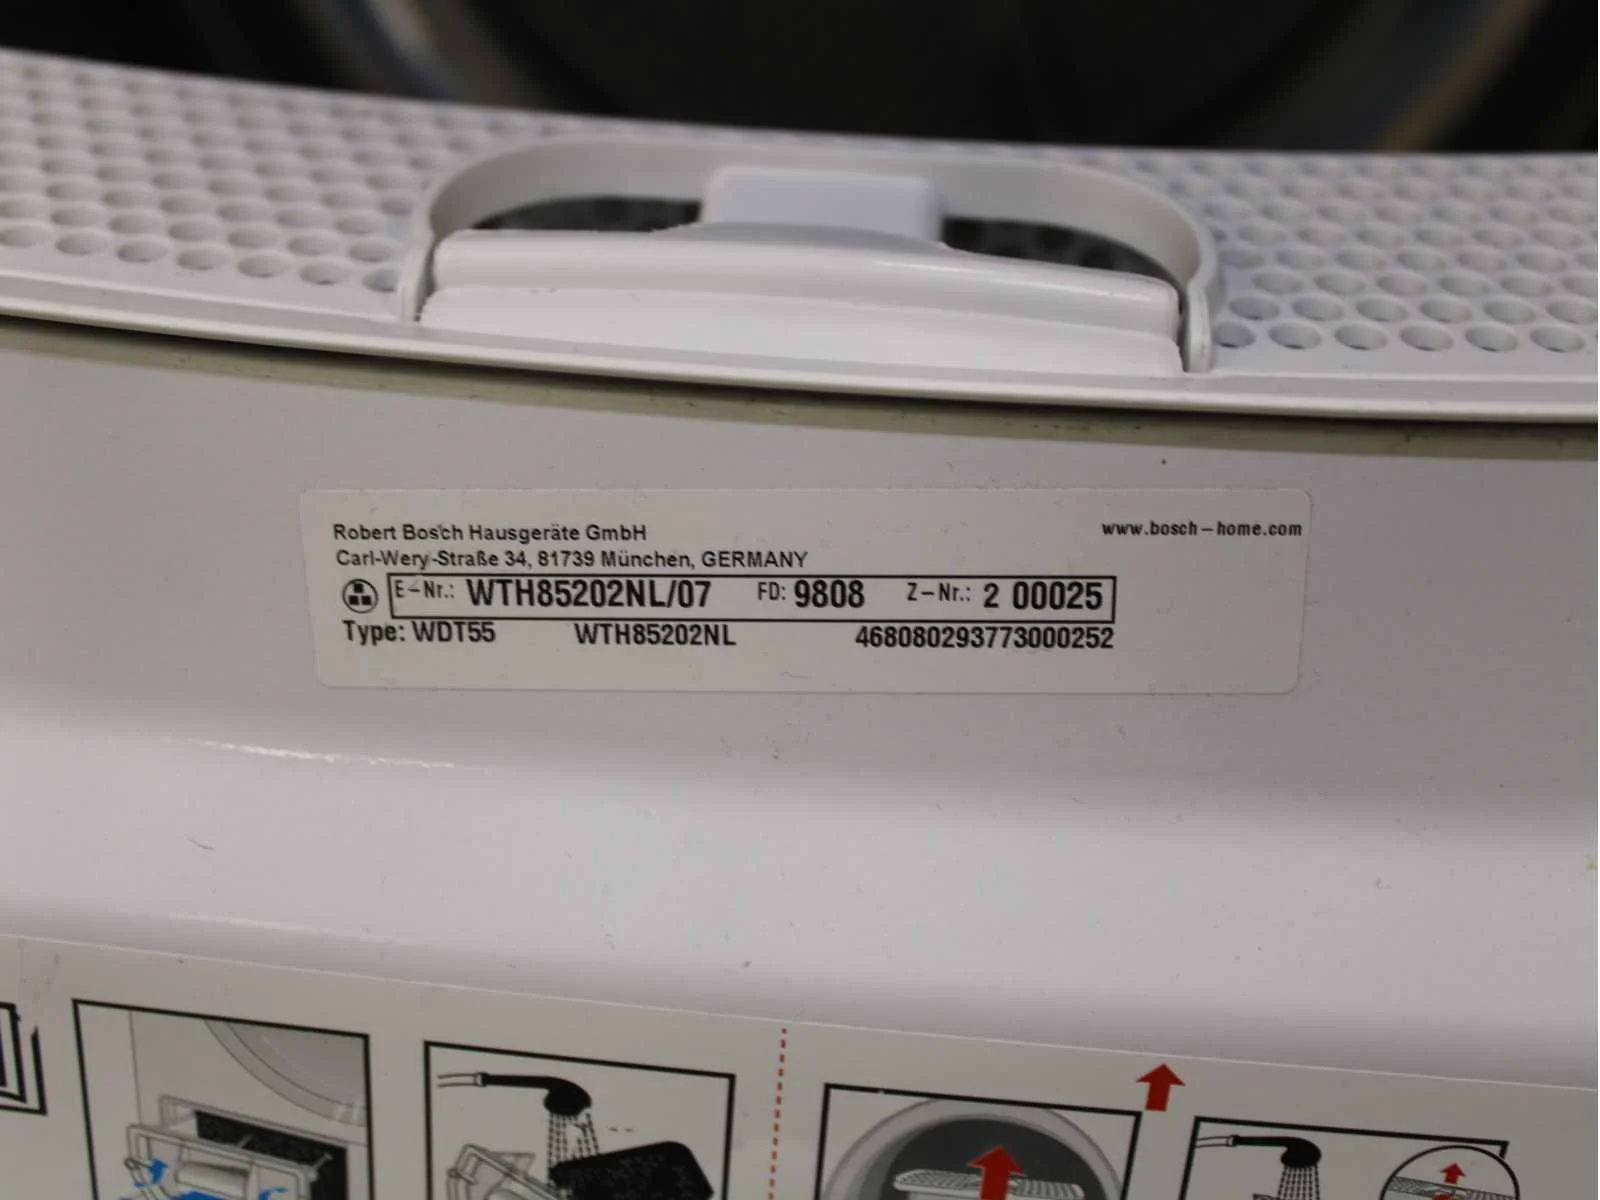 Robert Bosch Hausgeräte GmbH
www.bosch-home.com
Carl-Wery-Straße 34, 81739 München, GERMANY
E-Nr.: WTH85202NL/07 FD: 9808 Z-Nr.: 2 00025
Type: WDT55 WTH85202NL 468080293773000252